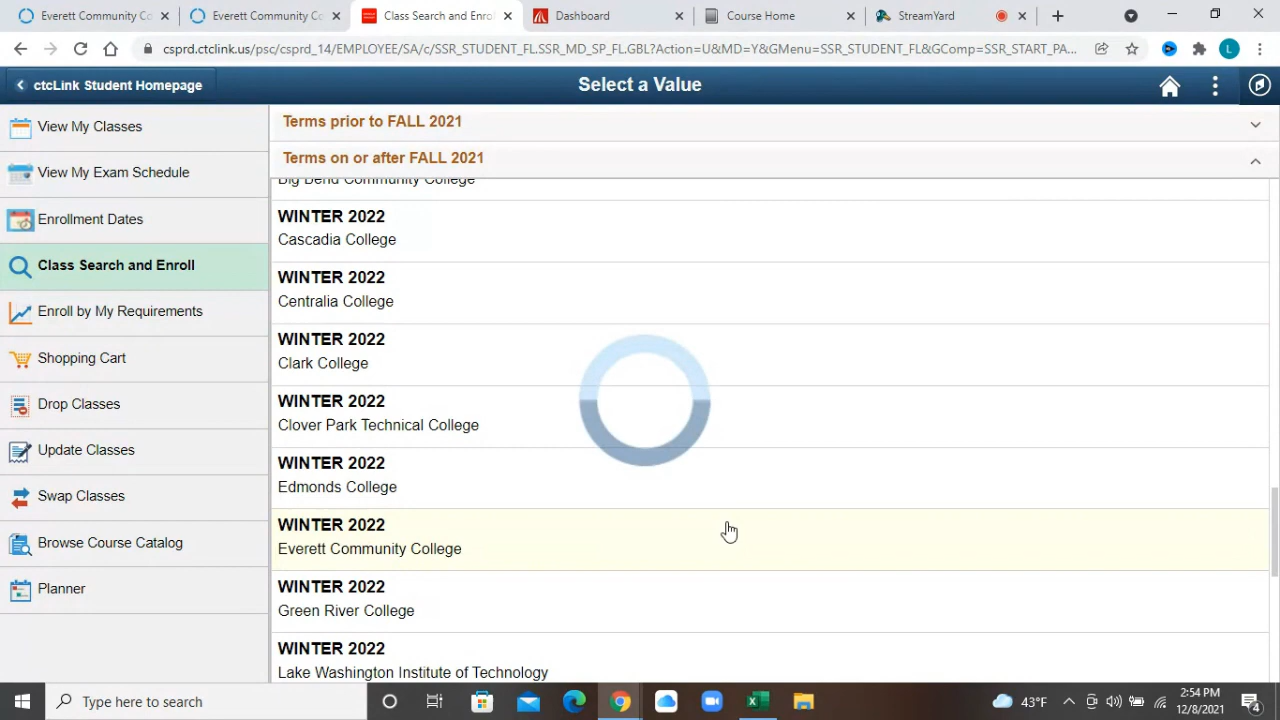 Everett Community Co
Everett Community Co
Class Search and Enro
Dashboard
Course Home
StreamYard
csprd.ctclink.us/psc/csprd_14/EMPLOYEE/SA/c/SSR_STUDENT_FL.SSR_MD_SP_FL.GBL?Action=U&MD=Y&GMenu=SSR_STUDENT_FL&GComp=SSR_START_PA...
L
ctcLink Student Homepage
Select a Value
View My Classes
View My Exam Schedule
Enrollment Dates
Class Search and Enroll
Enroll by My Requirements
Shopping Cart
Drop Classes
Update Classes
Swap Classes
Browse Course Catalog
Planner
Terms prior to FALL 2021
Terms on or after FALL 2021
Big Bend Community College
WINTER 2022
Cascadia College
WINTER 2022
Centralia College
WINTER 2022
Clark College
WINTER 2022
Clover Park Technical College
WINTER 2022
Edmonds College
WINTER 2022
Everett Community College
WINTER 2022
Green River College
WINTER 2022
Lake Washington Institute of Technology
Type here to search
43°F
2:54 PM
12/8/2021
4